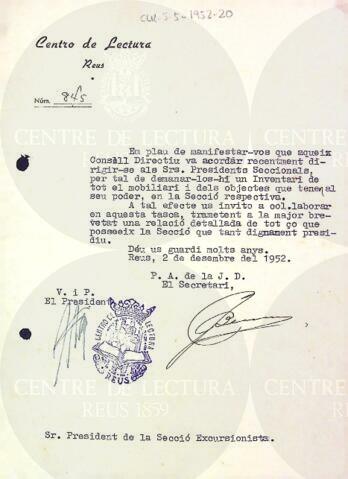 CUR-5-5-1952-20
Centro de Lectura
Reus
Núm. 845
Em plau de manifestar-vos que aqueix
Consell Directiu va acordar recentment di-
rigir-se als Srs. Presidents Seccionals,
per tal de demanar-los-hi un Inventari de
tot el mobiliari i dels objectes que tenen al
seu poder, en la Secció respectiva.
A tal efecte us invito a col.laborar
en aquesta tasca, trametent a la major bre-
vetat una relació detallada de tot ço que
posseeix la Secció que tant dignament presi-
diu.
Déu us guardi molts anys.
Reus, 2 de desembre del 1952.
P. A. de la J. D.
El Secretari,
V. i P.
El President
CENTRO DE LECTURA
REUS
Sr. President de la Secció Excursionista.
CENTRE DE LECTURA
REUS 1859